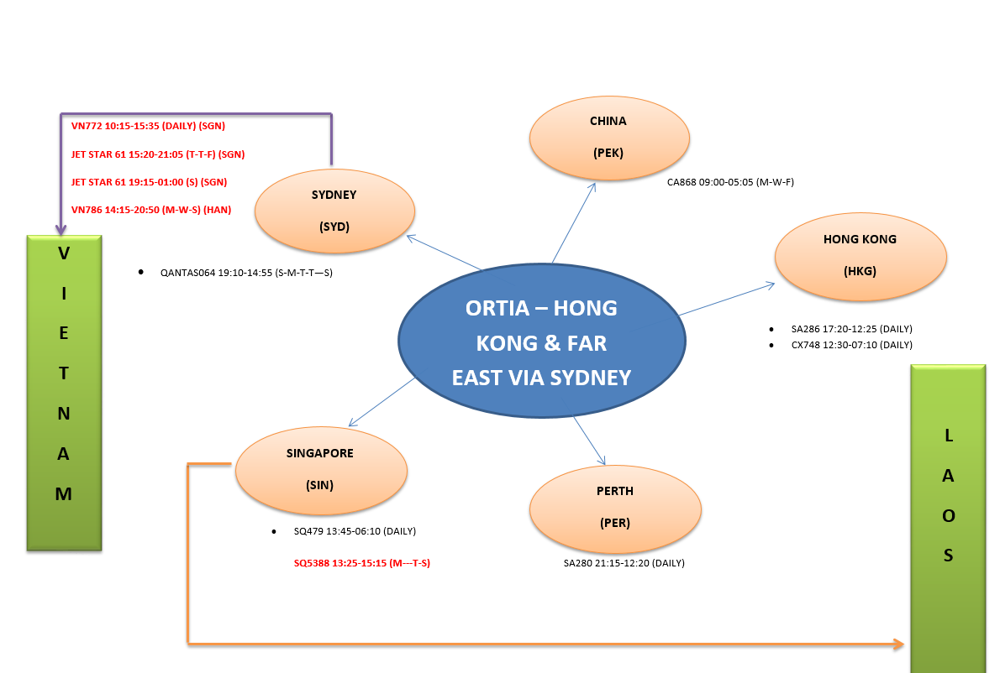 VN772 10:15-15:35 (DAILY) (SGN)
JET STAR 61 15:20-21:05 (T-T-F) (SGN)
JET STAR 61 19:15-01:00 (S) (SGN)
VN786 14:15-20:50 (M-W-S) (HAN)
CHINA
(PEK)
CA868 09:00-05:05 (M-W-F)
SYDNEY
(SYD)
• QANTAS064 19:10-14:55 (S-M-T-T—S)
HONG KONG
(HKG)
• SA286 17:20-12:25 (DAILY)
• CX748 12:30-07:10 (DAILY)
V
I
E
T
N
A
M
ORTIA – HONG
KONG & FAR
EAST VIA SYDNEY
SINGAPORE
(SIN)
• SQ479 13:45-06:10 (DAILY)
SQ5388 13:25-15:15 (M---T-S)
PERTH
(PER)
SA280 21:15-12:20 (DAILY)
L
A
O
S